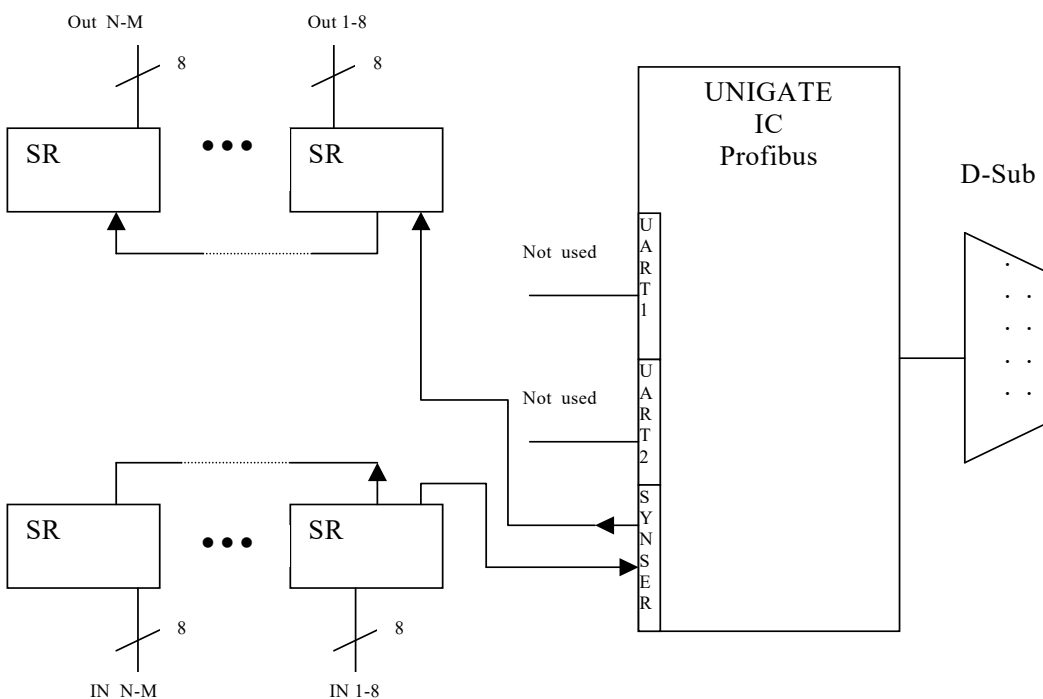 Out N-M
Out 1-8
8
8
SR
SR
UNIGATE
IC
Profibus
D-Sub
Not used
UART1
Not used
UART2
SYNSER
SR
SR
8
8
IN N-M
IN 1-8